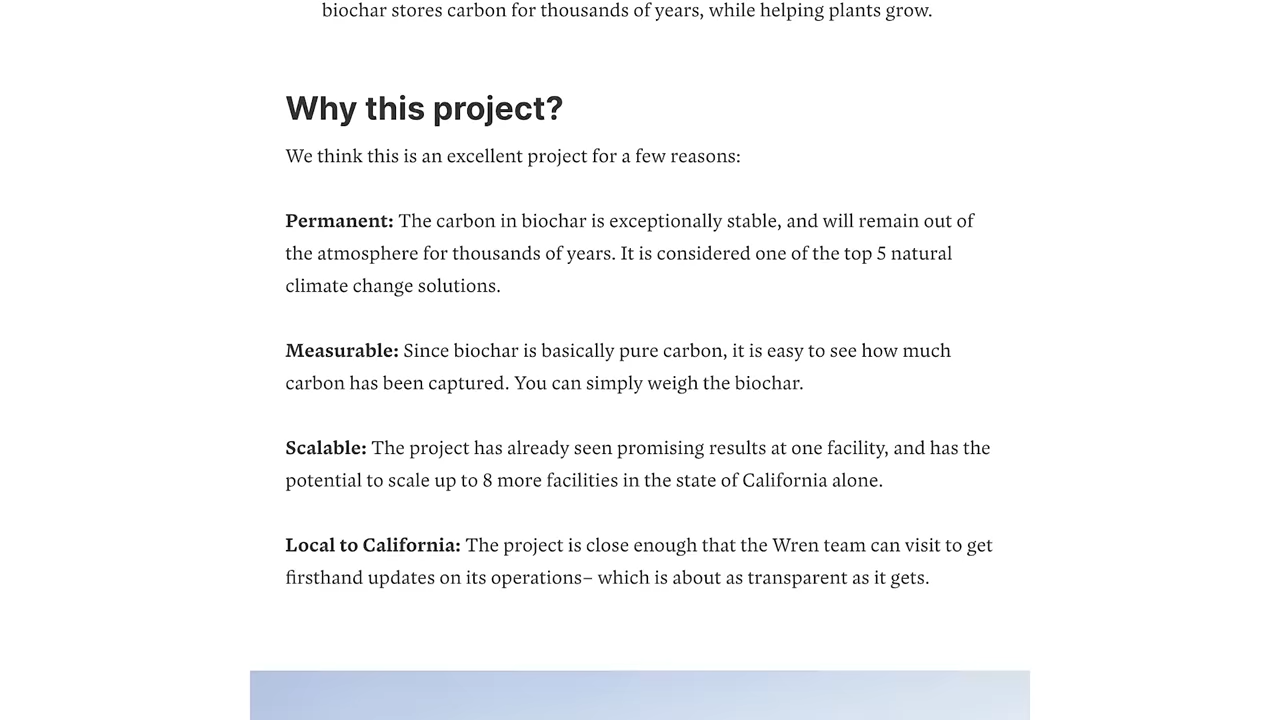 biochar stores carbon for thousands of years, while helping plants grow.
Why this project?
We think this is an excellent project for a few reasons:
Permanent: The carbon in biochar is exceptionally stable, and will remain out of
the atmosphere for thousands of years. It is considered one of the top 5 natural
climate change solutions.
Measurable: Since biochar is basically pure carbon, it is easy to see how much
carbon has been captured. You can simply weigh the biochar.
Scalable: The project has already seen promising results at one facility, and has the
potential to scale up to 8 more facilities in the state of California alone.
Local to California: The project is close enough that the Wren team can visit to get
firsthand updates on its operations– which is about as transparent as it gets.